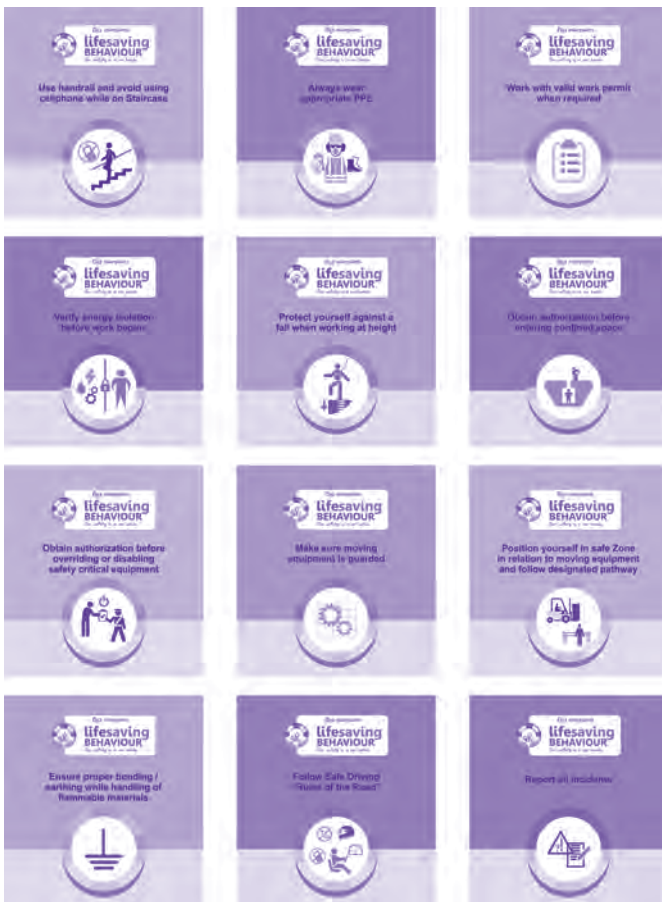 lifesaving
BEHAVIOUR
Use handrail and avoid using
cellphone while on Staircase
lifesaving
BEHAVIOUR
Always wear
appropriate PPE
lifesaving
BEHAVIOUR
Work with valid work permit
when required
lifesaving
BEHAVIOUR
Verify energy isolation
before work begins
lifesaving
BEHAVIOUR
Protect yourself against a
fall when working at height
lifesaving
BEHAVIOUR
Obtain authorization before
entering confined space
lifesaving
BEHAVIOUR
Obtain authorization before
overriding or disabling
safety critical equipment
lifesaving
BEHAVIOUR
Make sure moving
equipment is guarded
lifesaving
BEHAVIOUR
Position yourself in safe Zone
in relation to moving equipment
and follow designated pathway
lifesaving
BEHAVIOUR
Ensure proper bonding /
earthing while handling of
flammable materials
lifesaving
BEHAVIOUR
Follow Safe Driving
"Rules of the Road"
lifesaving
BEHAVIOUR
Report all incidents